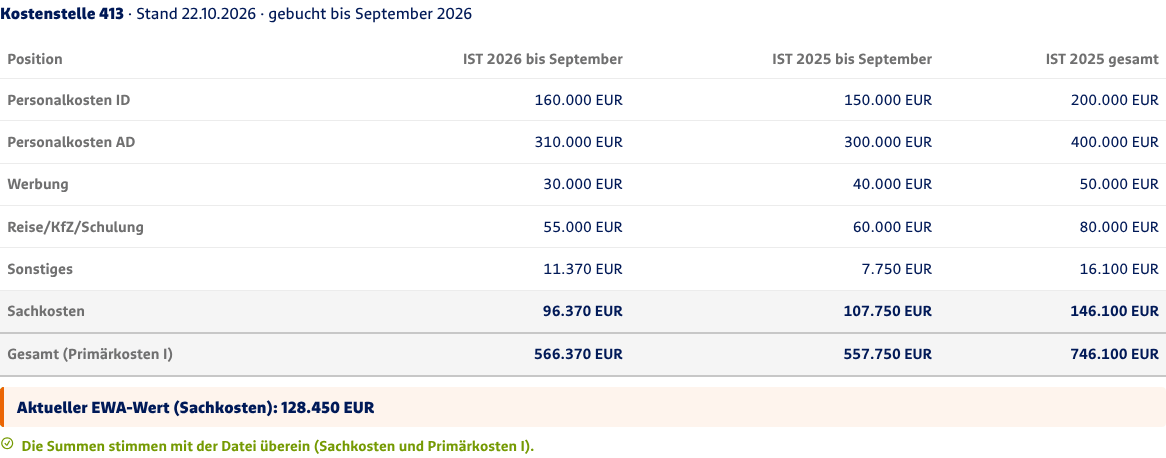 Kostenstelle 413 · Stand 22.10.2026 · gebucht bis September 2026
Position IST 2026 bis September IST 2025 bis September IST 2025 gesamt
Personalkosten ID 160.000 EUR 150.000 EUR 200.000 EUR
Personalkosten AD 310.000 EUR 300.000 EUR 400.000 EUR
Werbung 30.000 EUR 40.000 EUR 50.000 EUR
Reise/KfZ/Schulung 55.000 EUR 60.000 EUR 80.000 EUR
Sonstiges 11.370 EUR 7.750 EUR 16.100 EUR
Sachkosten 96.370 EUR 107.750 EUR 146.100 EUR
Gesamt (Primärkosten I) 566.370 EUR 557.750 EUR 746.100 EUR
Aktueller EWA-Wert (Sachkosten): 128.450 EUR
Die Summen stimmen mit der Datei überein (Sachkosten und Primärkosten I).